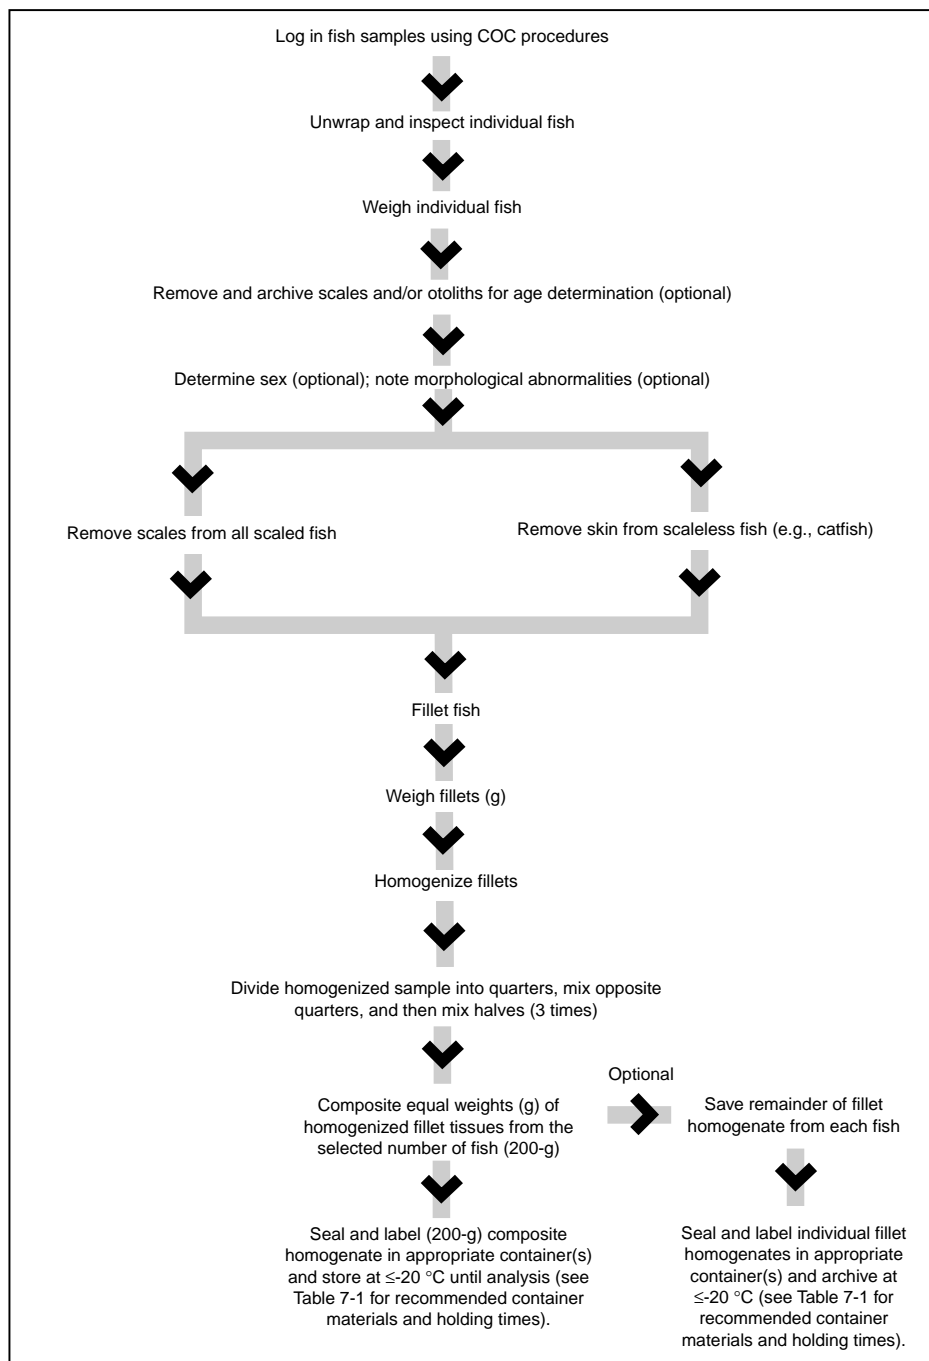 Log in fish samples using COC procedures
Unwrap and inspect individual fish
Weigh individual fish
Remove and archive scales and/or otoliths for age determination (optional)
Determine sex (optional); note morphological abnormalities (optional)
Remove scales from all scaled fish
Remove skin from scaleless fish (e.g., catfish)
Fillet fish
Weigh fillets (g)
Homogenize fillets
Divide homogenized sample into quarters, mix opposite
quarters, and then mix halves (3 times)
Composite equal weights (g) of
homogenized fillet tissues from the
selected number of fish (200-g)
Optional
Save remainder of fillet
homogenate from each fish
Seal and label (200-g) composite
homogenate in appropriate container(s)
and store at ≤-20 °C until analysis (see
Table 7-1 for recommended container
materials and holding times).
Seal and label individual fillet
homogenates in appropriate
container(s) and archive at
≤-20 °C (see Table 7-1 for
recommended container
materials and holding times).